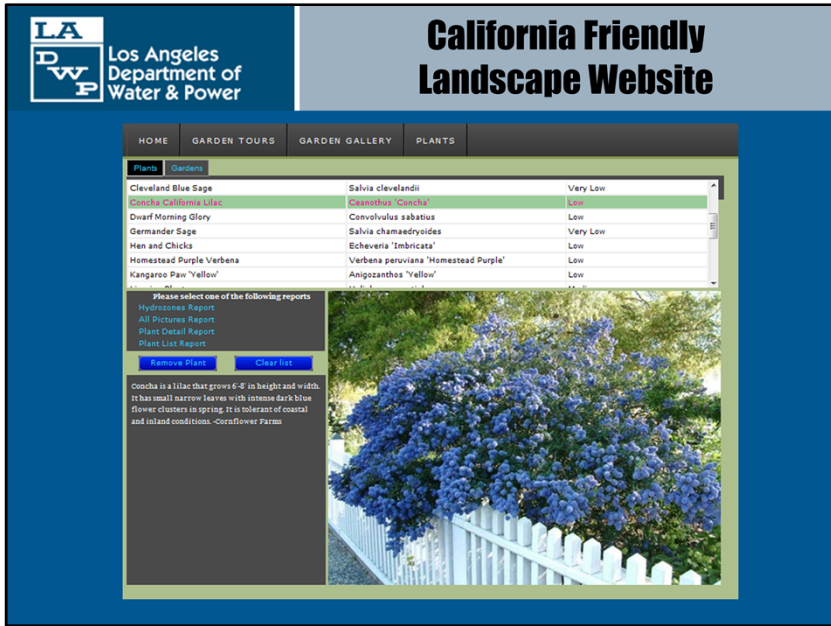 LA
DWP
Los Angeles
Department of
Water & Power
California Friendly
Landscape Website
HOME GARDEN TOURS GARDEN GALLERY PLANTS
Plants Gardens
Cleveland Blue Sage Salvia clevelandii Very Low
Concha California Lilac Ceanothus 'Concha' Low
Dwarf Morning Glory Convolvulus sabatius Low
Germander Sage Salvia chamaedryoides Very Low
Hen and Chicks Echeveria 'Imbricata' Low
Homestead Purple Verbena Verbena peruviana 'Homestead Purple' Low
Kangaroo Paw 'Yellow' Anigozanthos 'Yellow' Low
Please select one of the following reports
Hydrozones Report
All Pictures Report
Plant Detail Report
Plant List Report
Remove Plant Clear list
Concha is a lilac that grows 6'-8' in height and width.
It has small narrow leaves with intense dark blue
flower clusters in spring. It is tolerant of coastal
and inland conditions. -Cornflower Farms